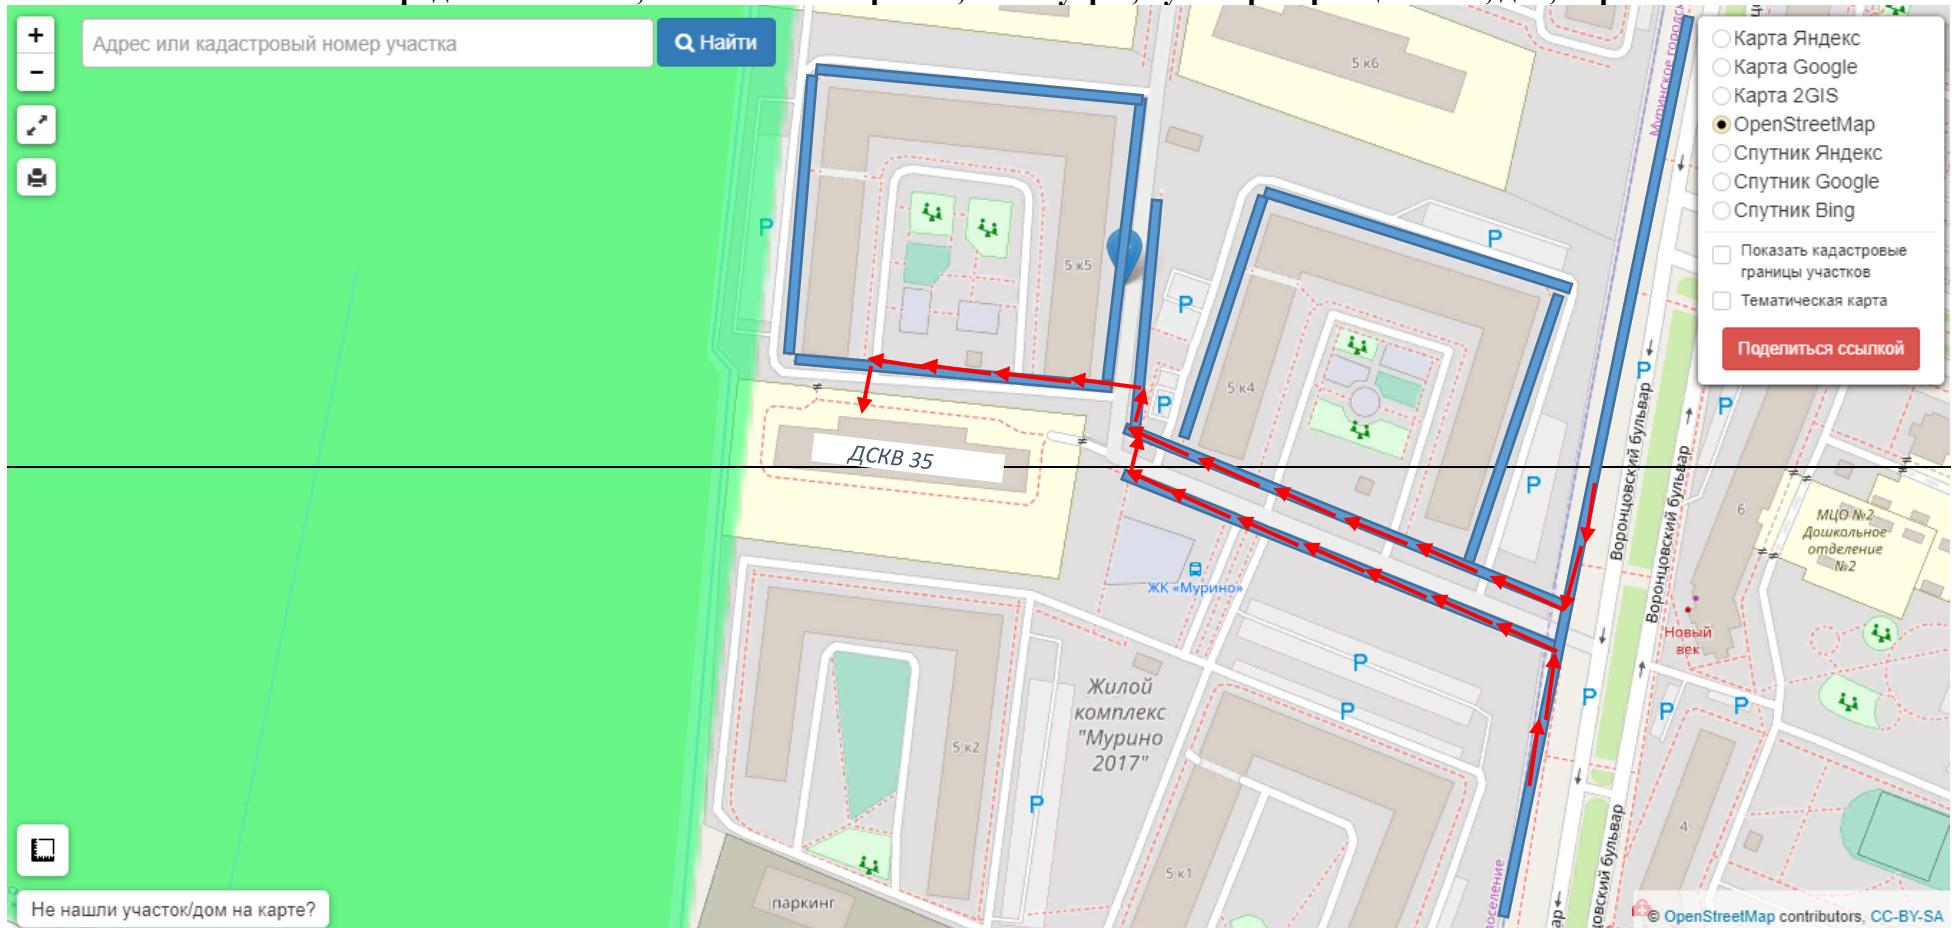 +
−
Адрес или кадастровый номер участка
Найти
Карта Яндекс
Карта Google
Карта 2GIS
OpenStreetMap
Спутник Яндекс
Спутник Google
Спутник Bing
Показать кадастровые
границы участков
Тематическая карта
Поделиться ссылкой
5 к6
P
P
5 к5
P
5 к4
P
P
P
P
ДСКВ 35
Воронцовский бульвар
Воронцовский бульвар
6
МЦО №2
Дошкольное
отделение
№2
ЖК «Мурино»
Новый
век
P
P
P
P
P
Жилой
комплекс
"Мурино
2017"
5 к2
P
5 к1
4
паркинг
Не нашли участок/дом на карте?
© OpenStreetMap contributors, CC-BY-SA